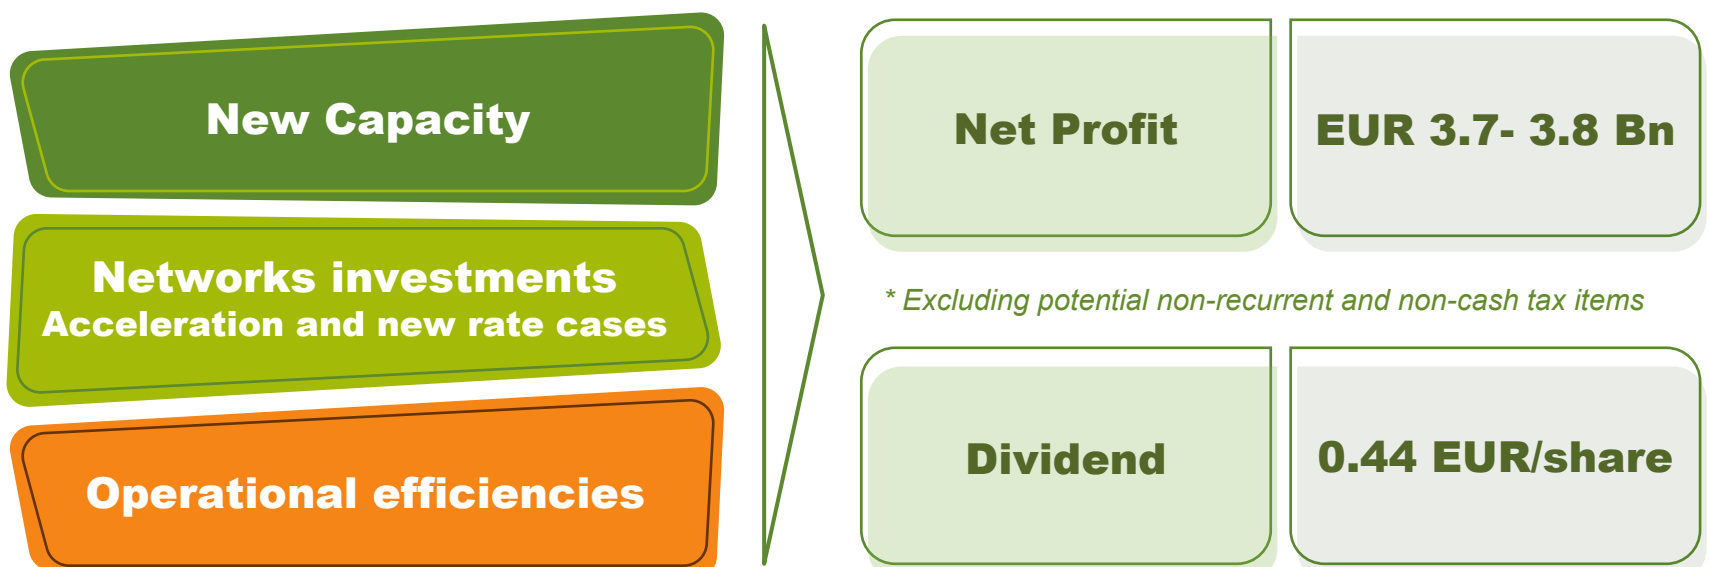 New Capacity
Networks investments
Acceleration and new rate cases
Operational efficiencies
Net Profit
EUR 3.7- 3.8 Bn
* Excluding potential non-recurrent and non-cash tax items
Dividend
0.44 EUR/share